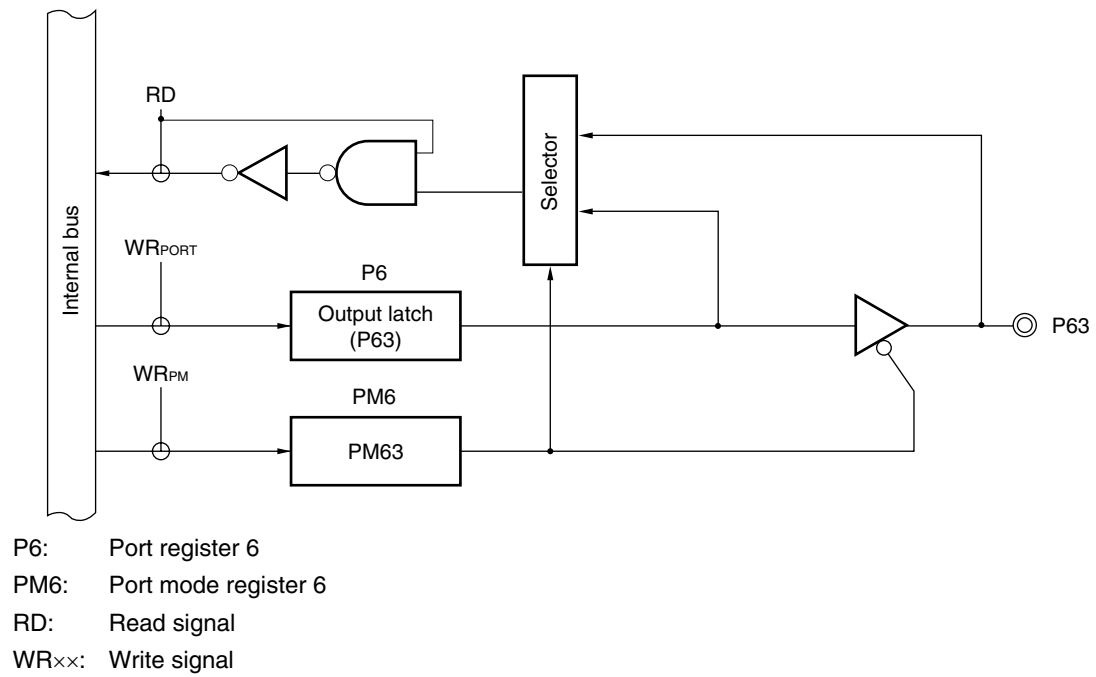 RD
Selector
Internal bus
WRPORT
P6
Output latch
(P63)
P63
WRPM
PM6
PM63
P6: Port register 6
PM6: Port mode register 6
RD: Read signal
WR××: Write signal